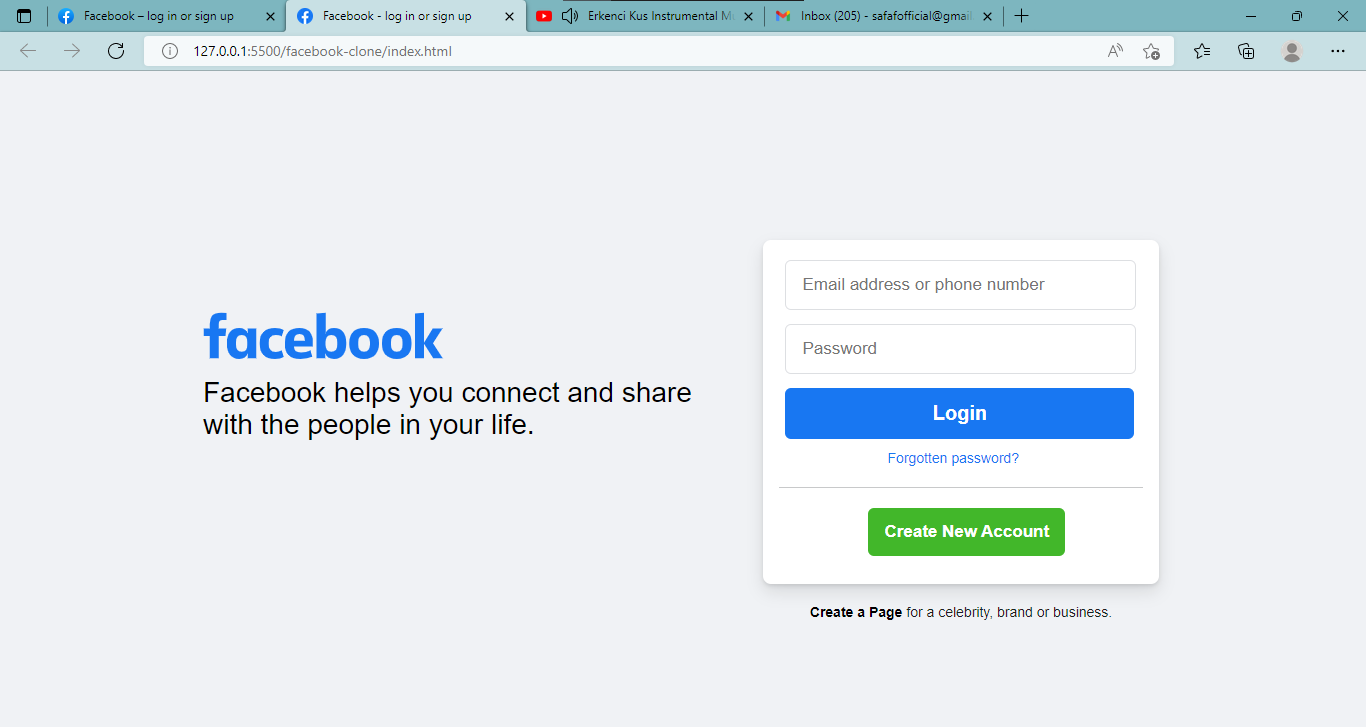 Facebook – log in or sign up
Facebook - log in or sign up
Erkenci Kus Instrumental
Inbox (205) - safafofficial@gmail
127.0.0.1:5500/facebook-clone/index.html
facebook
Facebook helps you connect and share
with the people in your life.
Email address or phone number
Password
Login
Forgotten password?
Create New Account
Create a Page for a celebrity, brand or business.